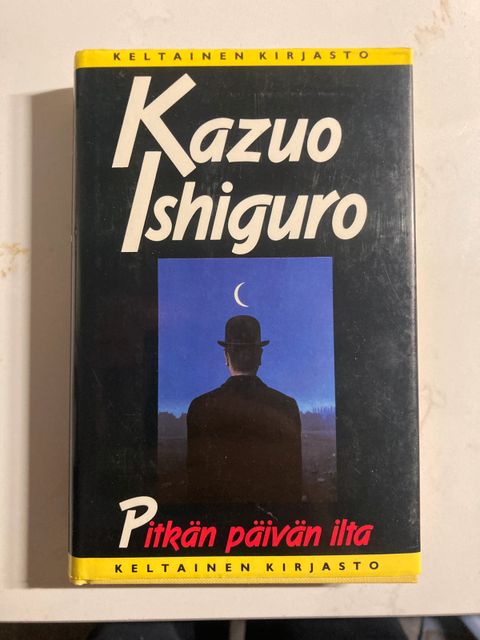 KELTAINEN KIRJASTO
Kazuo
Ishiguro
Pitkän päivän ilta
KELTAINEN KIRJASTO